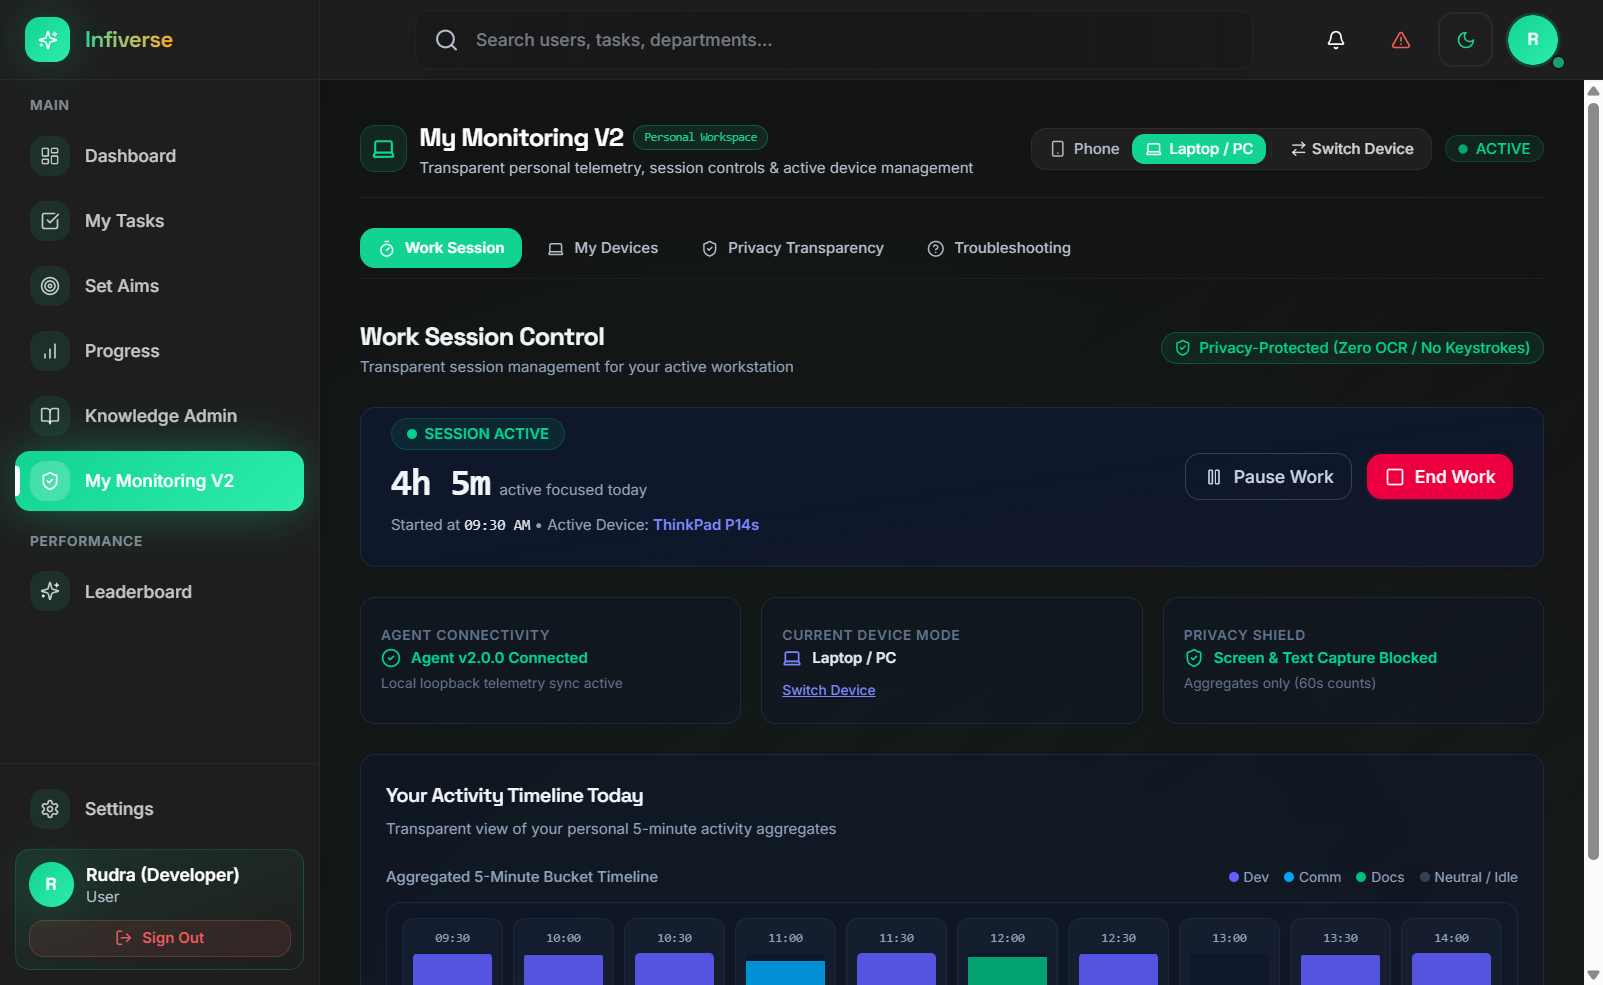 Infiverse
Search users, tasks, departments...
R
MAIN
Dashboard
My Tasks
Set Aims
Progress
Knowledge Admin
My Monitoring V2
PERFORMANCE
Leaderboard
Settings
R
Rudra (Developer)
User
Sign Out
My Monitoring V2 Personal Workspace
Transparent personal telemetry, session controls & active device management
Phone Laptop / PC Switch Device ACTIVE
Work Session My Devices Privacy Transparency Troubleshooting
Work Session Control
Transparent session management for your active workstation
Privacy-Protected (Zero OCR / No Keystrokes)
SESSION ACTIVE
4h 5m active focused today
Started at 09:30 AM • Active Device: ThinkPad P14s
Pause Work End Work
AGENT CONNECTIVITY
Agent v2.0.0 Connected
Local loopback telemetry sync active
CURRENT DEVICE MODE
Laptop / PC
Switch Device
PRIVACY SHIELD
Screen & Text Capture Blocked
Aggregates only (60s counts)
Your Activity Timeline Today
Transparent view of your personal 5-minute activity aggregates
Aggregated 5-Minute Bucket Timeline
Dev Comm Docs Neutral / Idle
09:30 10:00 10:30 11:00 11:30 12:00 12:30 13:00 13:30 14:00